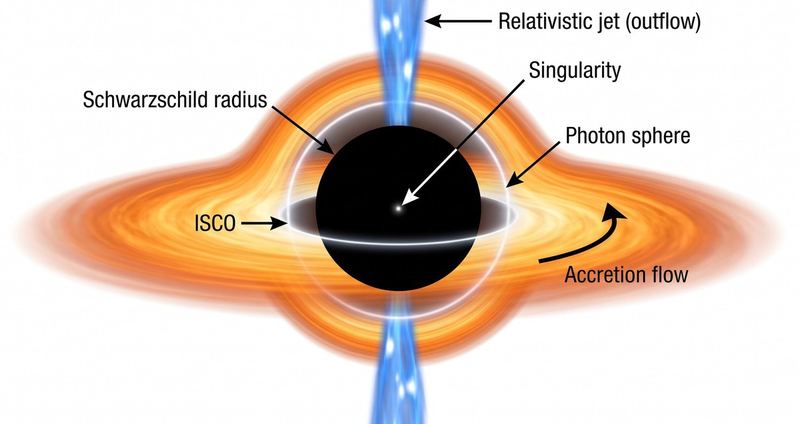 Relativistic jet (outflow)
Singularity
Schwarzschild radius
Photon sphere
ISCO
Accretion flow